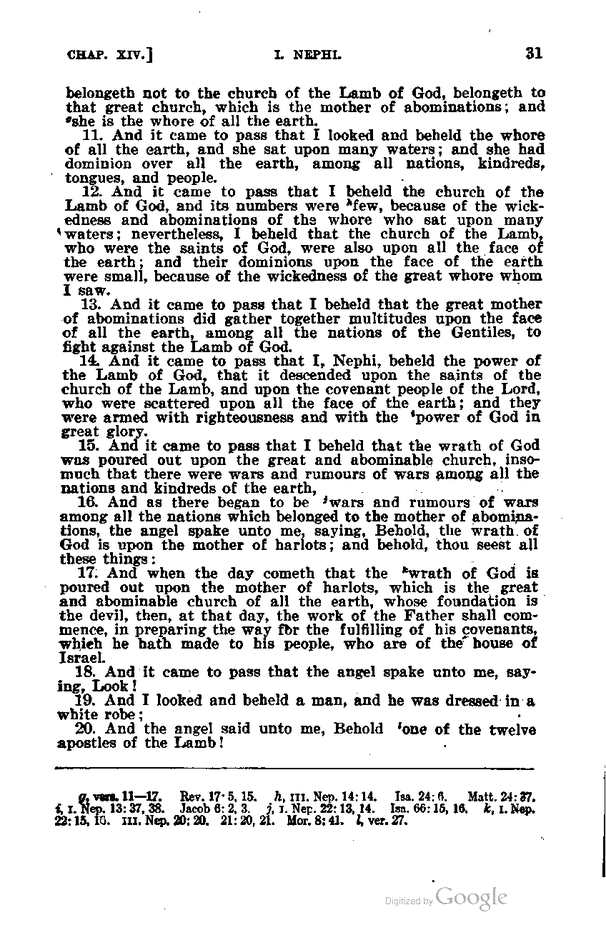 CHAP. XIV.] I. NEPHI. 31
belongeth not to the church of the Lamb of God, belongeth to
that great church, which is the mother of abominations; and
ᵍshe is the whore of all the earth.
11. And it came to pass that I looked and beheld the whore
of all the earth, and she sat upon many waters; and she had
dominion over all the earth, among all nations, kindreds,
tongues, and people.
12. And it came to pass that I beheld the church of the
Lamb of God, and its numbers were ʰfew, because of the wick-
edness and abominations of the whore who sat upon many
waters; nevertheless, I beheld that the church of the Lamb,
who were the saints of God, were also upon all the face of
the earth; and their dominions upon the face of the earth
were small, because of the wickedness of the great whore whom
I saw.
13. And it came to pass that I beheld that the great mother
of abominations did gather together multitudes upon the face
of all the earth, among all the nations of the Gentiles, to
fight against the Lamb of God.
14. And it came to pass that I, Nephi, beheld the power of
the Lamb of God, that it descended upon the saints of the
church of the Lamb, and upon the covenant people of the Lord,
who were scattered upon all the face of the earth; and they
were armed with righteousness and with the ⁱpower of God in
great glory.
15. And it came to pass that I beheld that the wrath of God
was poured out upon the great and abominable church, inso-
much that there were wars and rumours of wars among all the
nations and kindreds of the earth,
16. And as there began to be ʲwars and rumours of wars
among all the nations which belonged to the mother of abomina-
tions, the angel spake unto me, saying, Behold, the wrath of
God is upon the mother of harlots; and behold, thou seest all
these things:
17. And when the day cometh that the ᵏwrath of God is
poured out upon the mother of harlots, which is the great
and abominable church of all the earth, whose foundation is
the devil, then, at that day, the work of the Father shall com-
mence, in preparing the way for the fulfilling of his covenants,
which he hath made to his people, who are of the house of
Israel.
18. And it came to pass that the angel spake unto me, say-
ing, Look!
19. And I looked and beheld a man, and he was dressed in a
white robe;
20. And the angel said unto me, Behold ˡone of the twelve
apostles of the Lamb!
g, vers. 11—17. Rev. 17: 5, 15. h, III. Nep. 14: 14. Isa. 24: 6. Matt. 24: 37.
i, I. Nep. 13: 37, 38. Jacob 6: 2, 3. j, I. Nep. 22: 13, 14. Isa. 66: 15, 16. k, I. Nep.
22: 15, 16. III. Nep. 20: 20. 21: 20, 21. Mor. 8: 41. l, ver. 27.
Digitized by Google